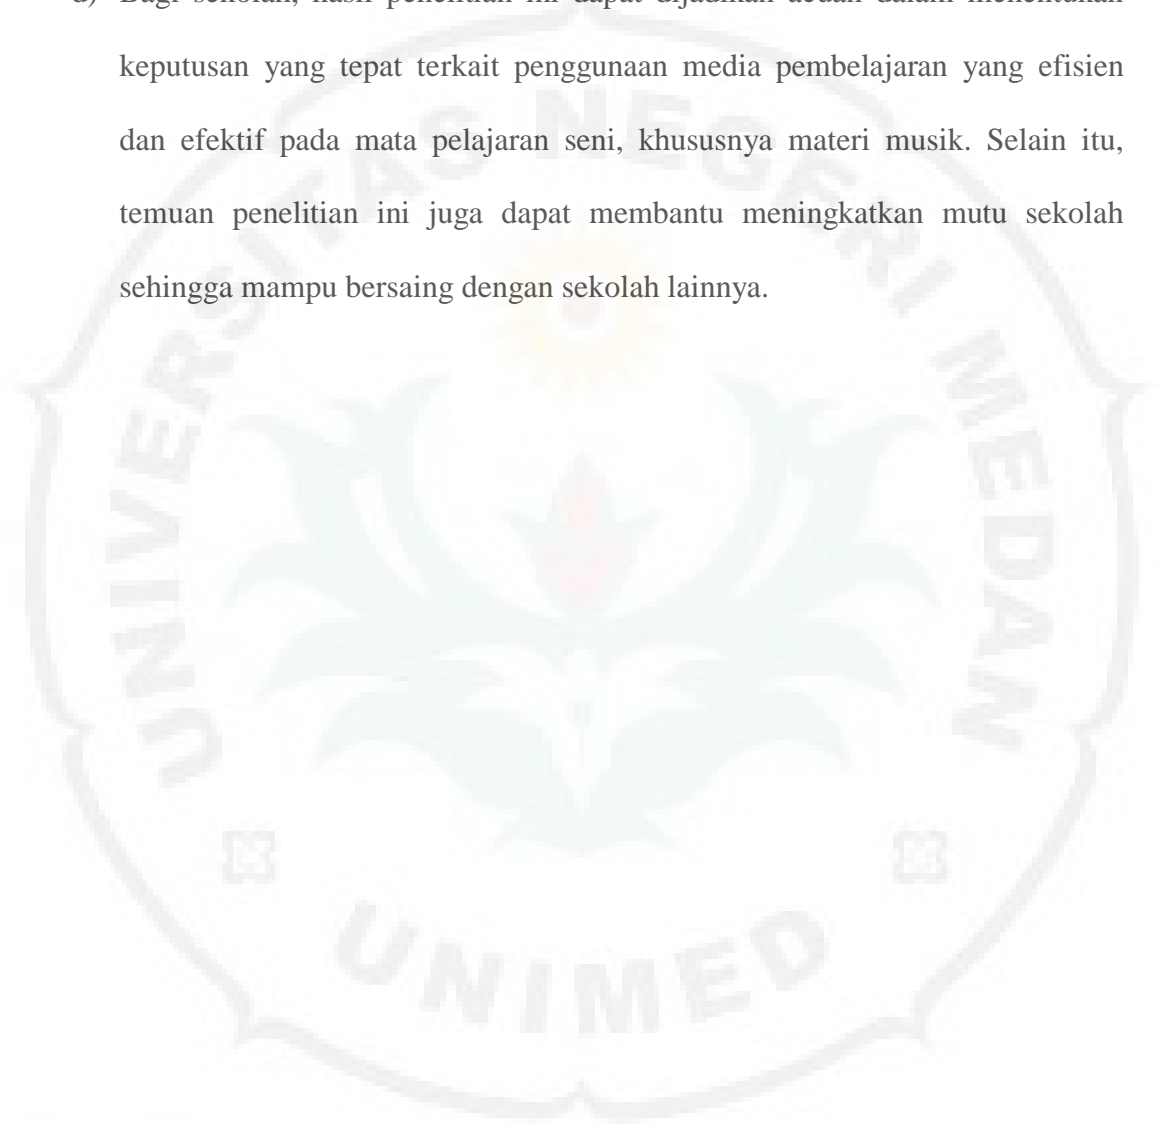 d) Bagi sekolah, hasil penelitian ini dapat dijadikan acuan dalam menentukan
keputusan yang tepat terkait penggunaan media pembelajaran yang efisien
dan efektif pada mata pelajaran seni, khususnya materi musik. Selain itu,
temuan penelitian ini juga dapat membantu meningkatkan mutu sekolah
sehingga mampu bersaing dengan sekolah lainnya.
UNIVERSITAS NEGERI MEDAN
UNIMED